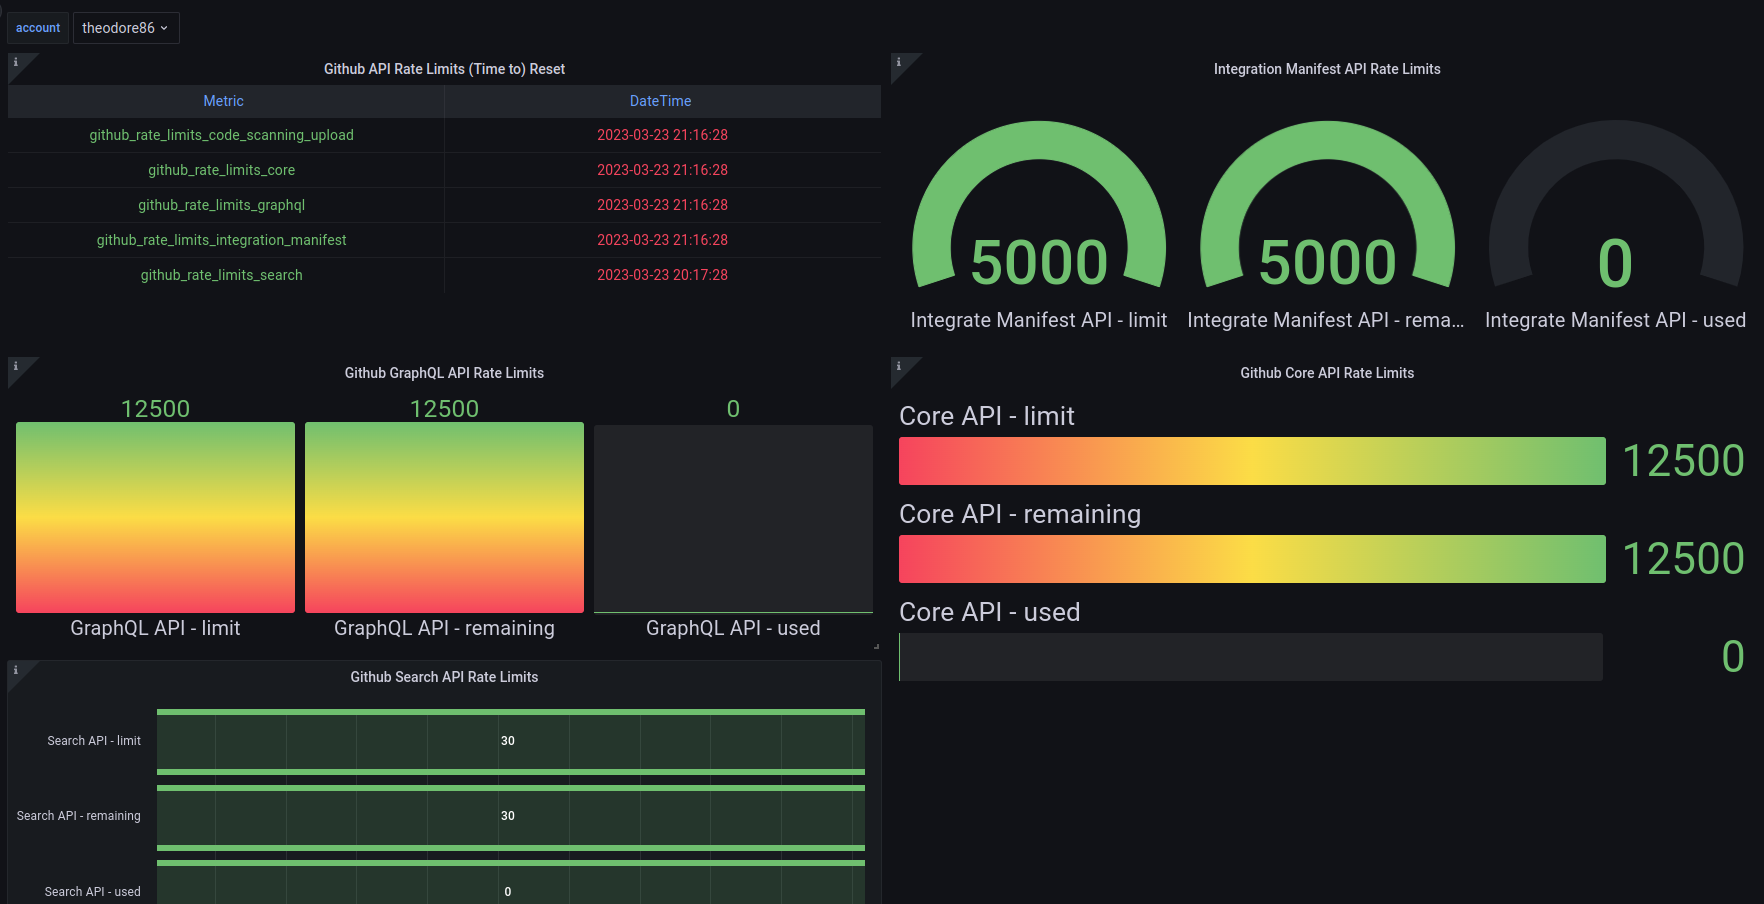 account theodore86
Github API Rate Limits (Time to) Reset
Metric DateTime
github_rate_limits_code_scanning_upload 2023-03-23 21:16:28
github_rate_limits_core 2023-03-23 21:16:28
github_rate_limits_graphql 2023-03-23 21:16:28
github_rate_limits_integration_manifest 2023-03-23 21:16:28
github_rate_limits_search 2023-03-23 20:17:28
Integration Manifest API Rate Limits
5000 5000 0
Integrate Manifest API - limit Integrate Manifest API - rema... Integrate Manifest API - used
Github GraphQL API Rate Limits
12500 12500 0
GraphQL API - limit GraphQL API - remaining GraphQL API - used
Github Core API Rate Limits
Core API - limit
12500
Core API - remaining
12500
Core API - used
0
Github Search API Rate Limits
Search API - limit 30
Search API - remaining 30
Search API - used 0